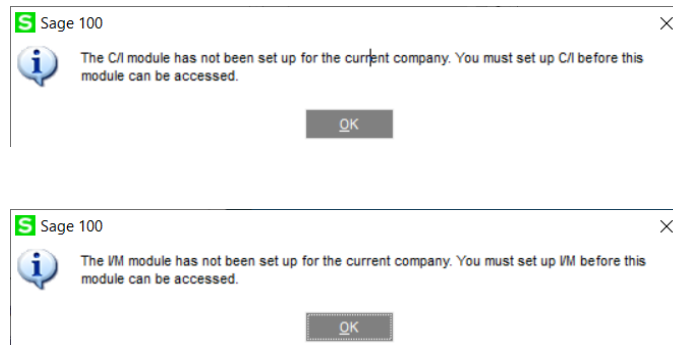 S Sage 100
The C/I module has not been set up for the current company. You must set up C/I before this
module can be accessed.
OK
S Sage 100
The I/M module has not been set up for the current company. You must set up I/M before this
module can be accessed.
OK